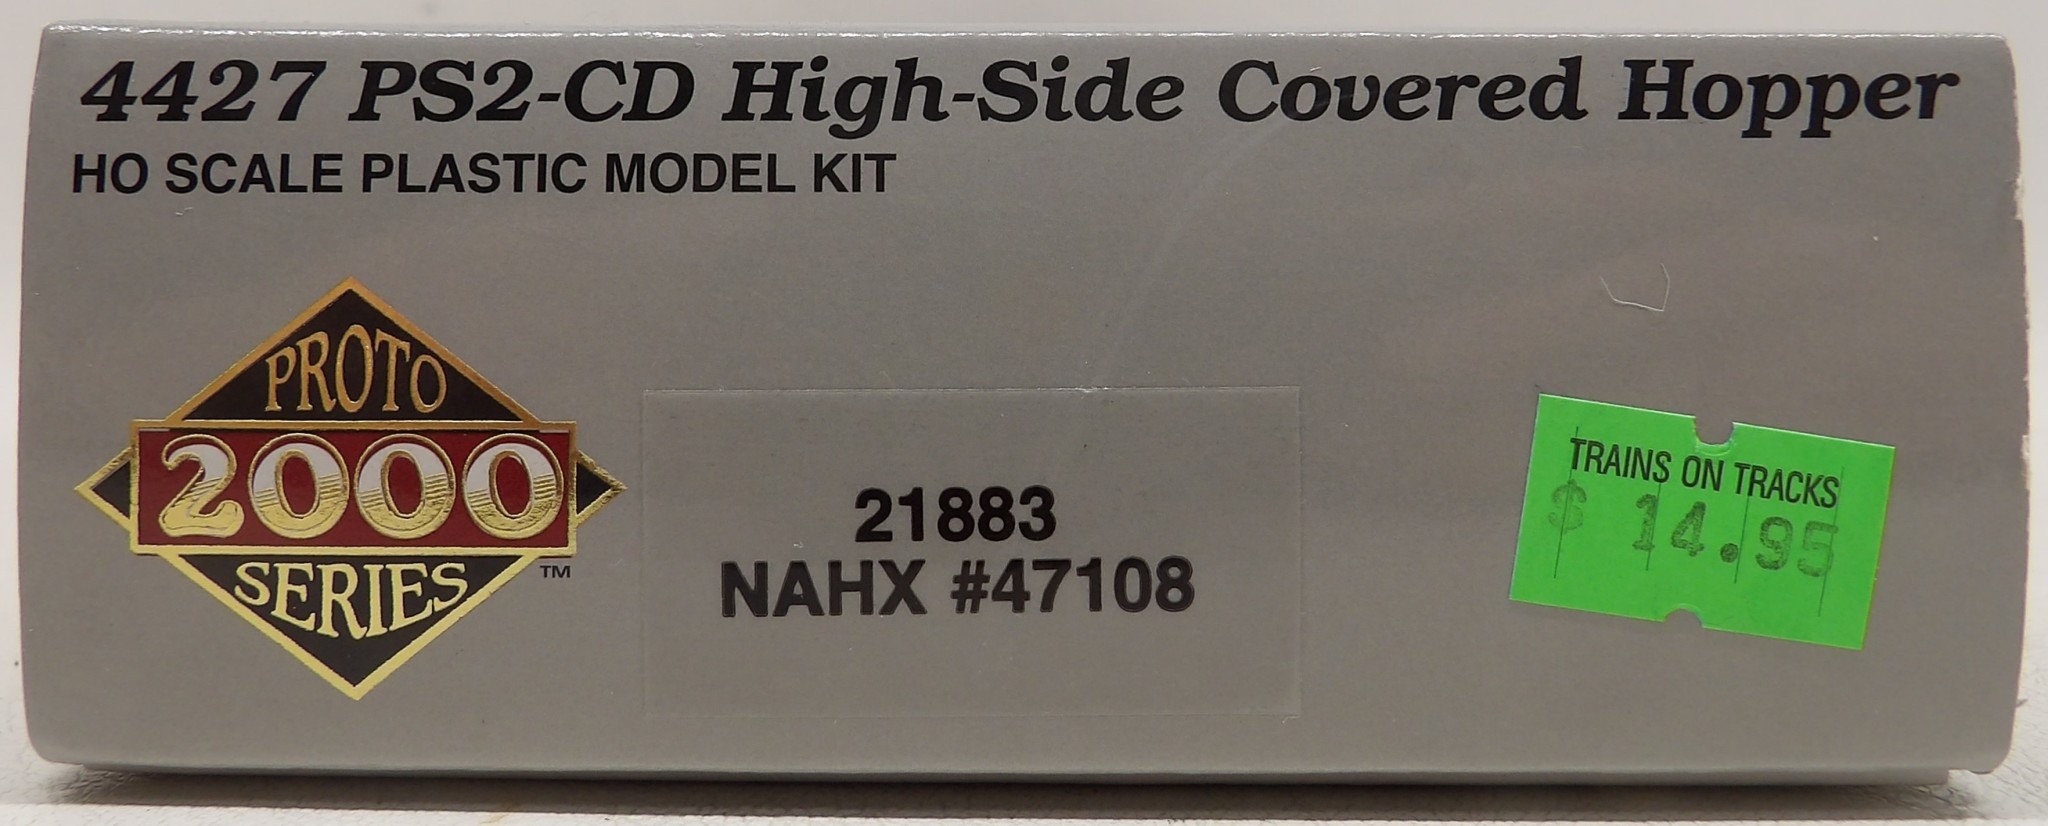 4427 PS2-CD High-Side Covered Hopper
HO SCALE PLASTIC MODEL KIT
PROTO
2000
SERIES
TM
21883
NAHX #47108
TRAINS ON TRACKS
$ 14.95